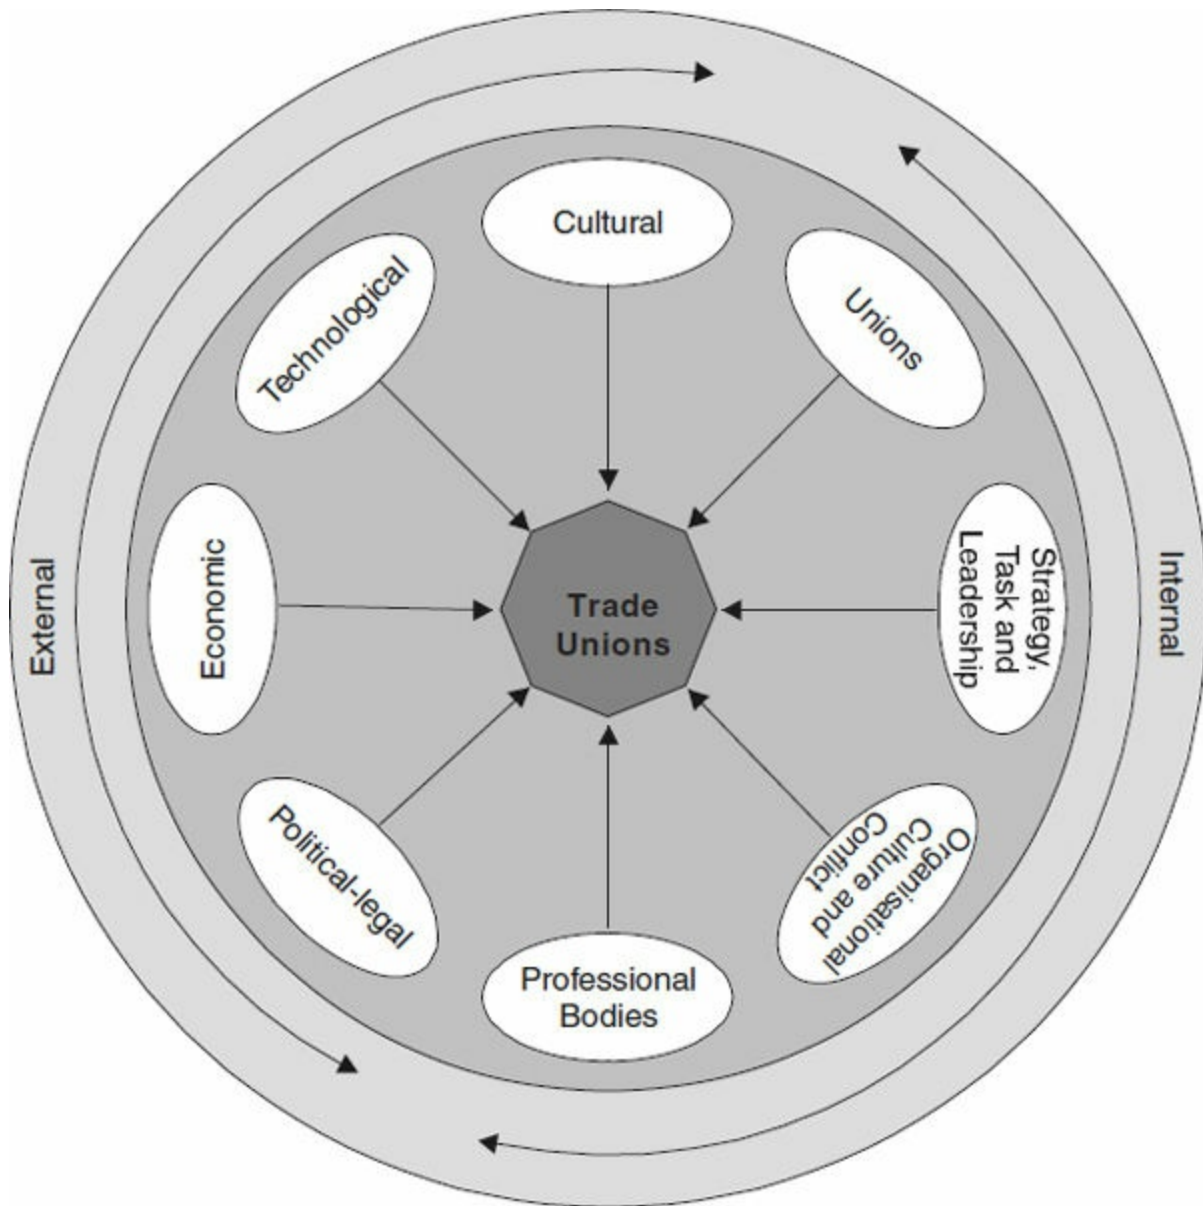 Cultural
Unions
Strategy,
Task and
Leadership
Organisational
Culture and
Conflict
Professional
Bodies
Political-legal
Economic
Technological
Trade
Unions
External
Internal